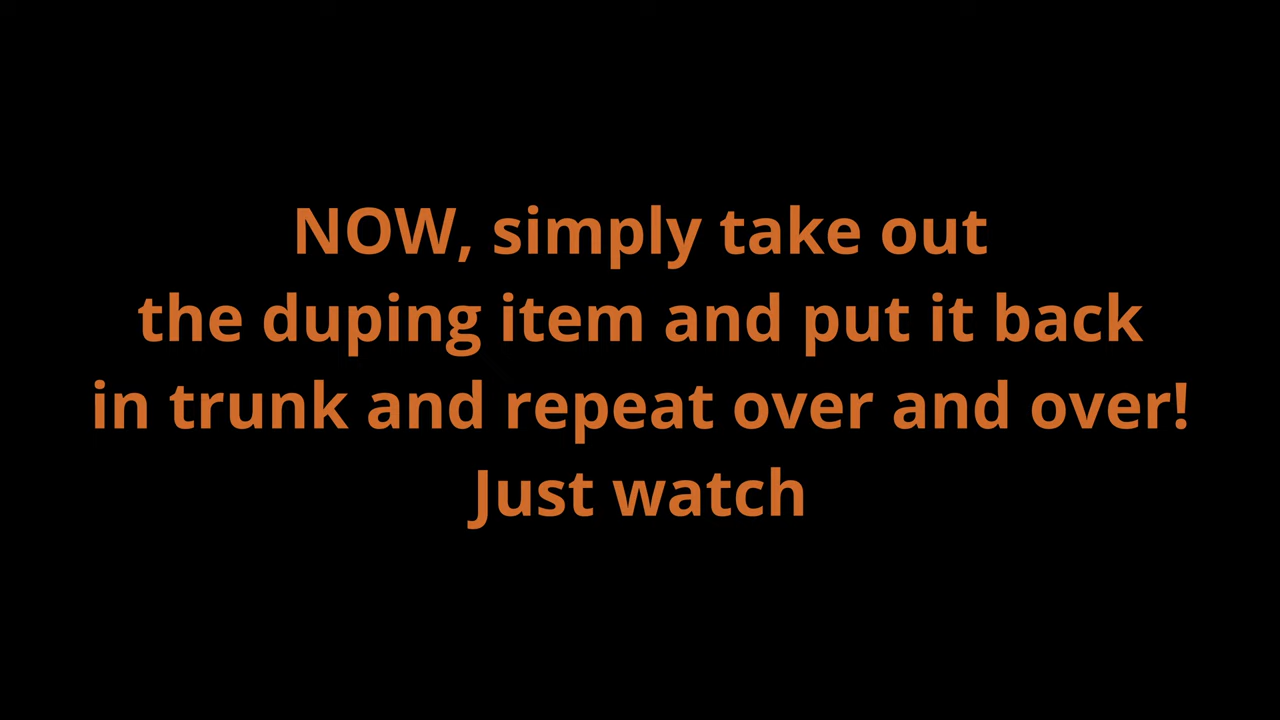 NOW, simply take out
the duping item and put it back
in trunk and repeat over and over!
Just watch